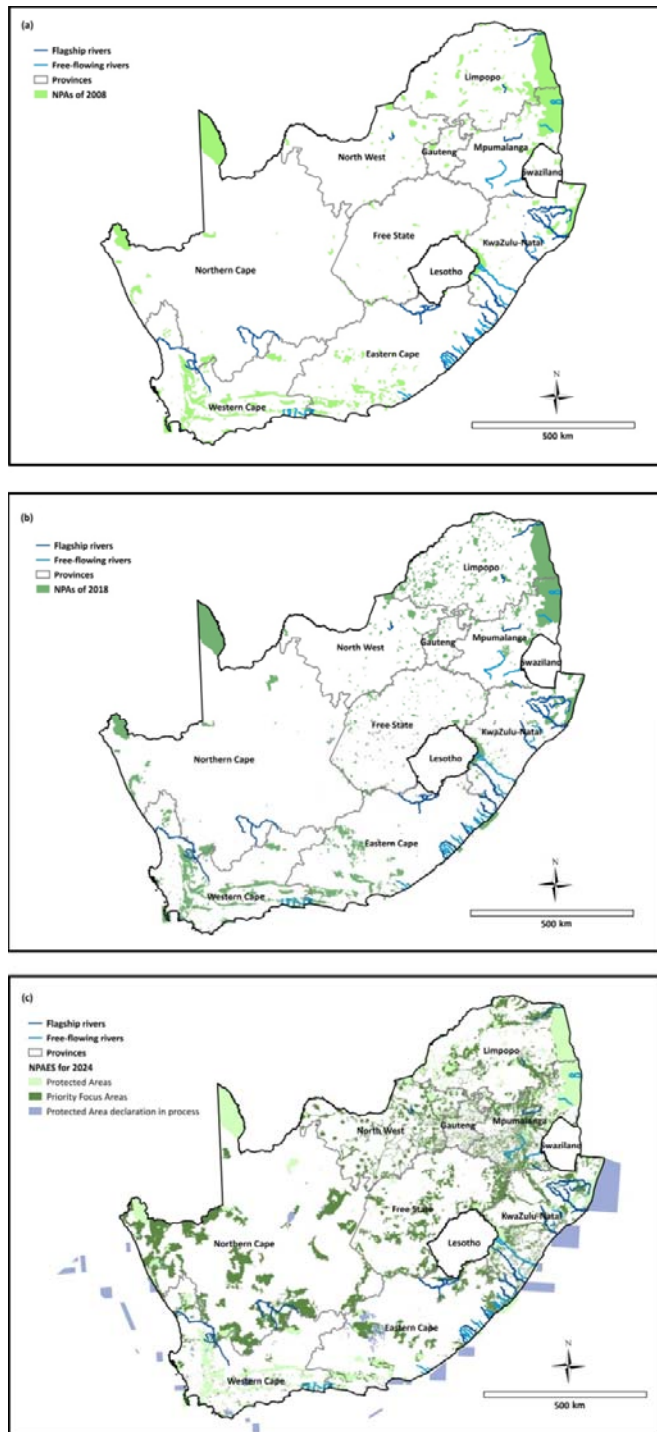 (a)
Flagship rivers
Free-flowing rivers
Provinces
NPAs of 2008
Limpopo
North West
Gauteng
Mpumalanga
Swaziland
Free State
KwaZulu-Natal
Lesotho
Northern Cape
Eastern Cape
Western Cape
N
500 km
(b)
Flagship rivers
Free-flowing rivers
Provinces
NPAs of 2018
Limpopo
North West
Gauteng
Mpumalanga
Swaziland
Free State
KwaZulu-Natal
Lesotho
Northern Cape
Eastern Cape
Western Cape
N
500 km
(c)
Flagship rivers
Free-flowing rivers
Provinces
NPAES for 2024
Protected Areas
Priority Focus Areas
Protected Area declaration in process
Limpopo
North West
Gauteng
Mpumalanga
Swaziland
Free State
KwaZulu-Natal
Lesotho
Northern Cape
Eastern Cape
Western Cape
N
500 km